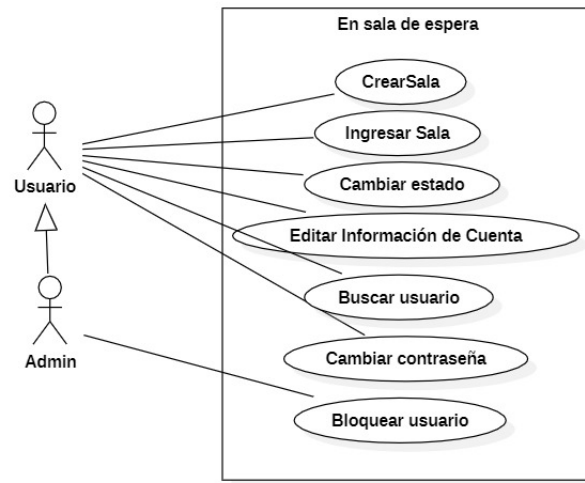 En sala de espera
CrearSala
Ingresar Sala
Usuario
Cambiar estado
Editar Información de Cuenta
Buscar usuario
Admin
Cambiar contraseña
Bloquear usuario